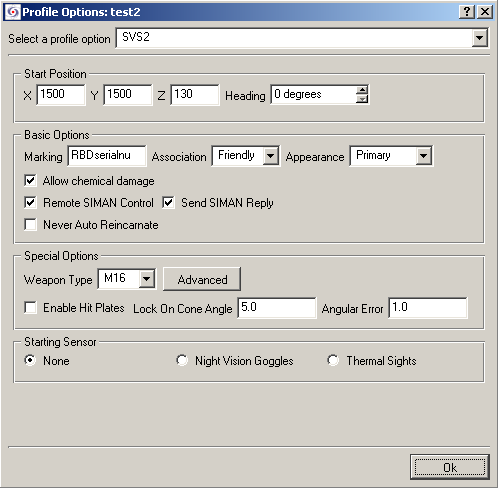 Profile Options: test2
Select a profile option SVS2
Start Position
X 1500 Y 1500 Z 130 Heading 0 degrees
Basic Options
Marking RBDserialnu Association Friendly Appearance Primary
Allow chemical damage
Remote SIMAN Control Send SIMAN Reply
Never Auto Reincarnate
Special Options
Weapon Type M16 Advanced
Enable Hit Plates Lock On Cone Angle 5.0 Angular Error 1.0
Starting Sensor
None Night Vision Goggles Thermal Sights
Ok